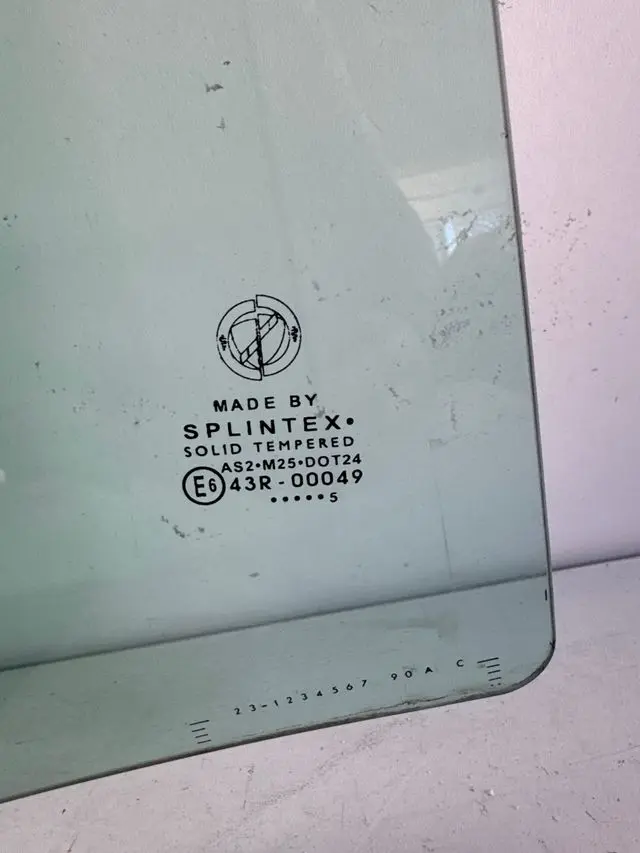 MADE BY
SPLINTEX•
SOLID TEMPERED
AS2•M25•DOT24
E6 43R-00049
•••••5
23-1234567 90A C